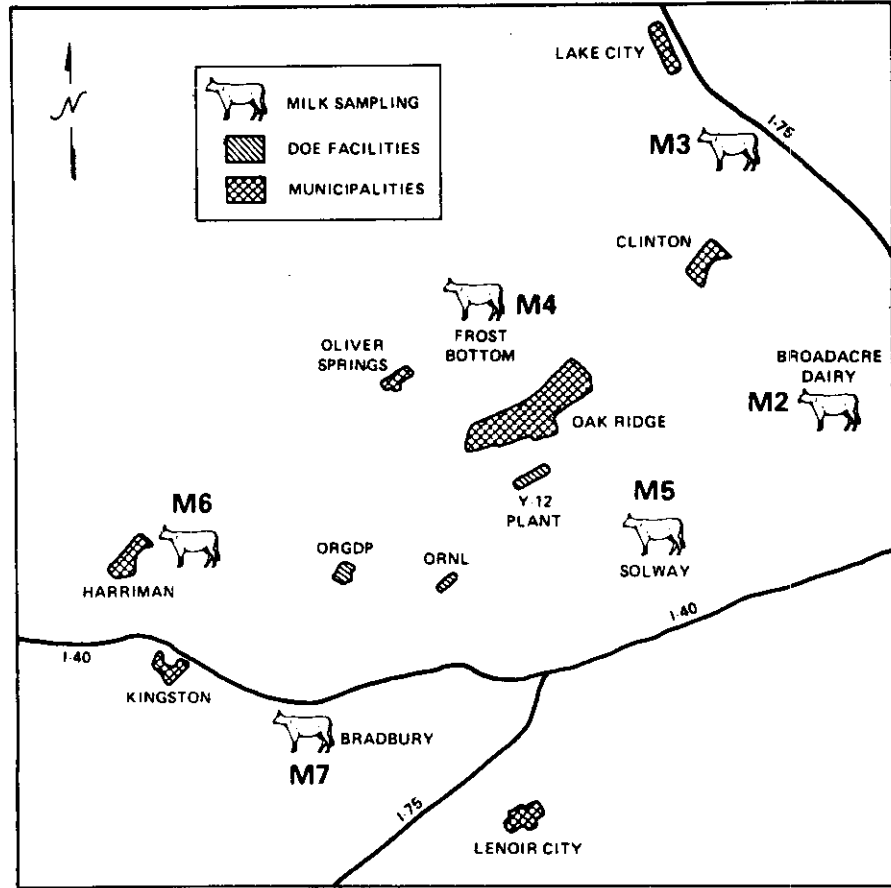 LAKE CITY
N
MILK SAMPLING
DOE FACILITIES
MUNICIPALITIES
I-75
M3
CLINTON
M4
FROST
BOTTOM
OLIVER
SPRINGS
BROADACRE
DAIRY
M2
OAK RIDGE
Y-12
PLANT
M5
SOLWAY
M6
HARRIMAN
ORGDP
ORNL
I-40
I-40
KINGSTON
BRADBURY
M7
I-75
LENOIR CITY